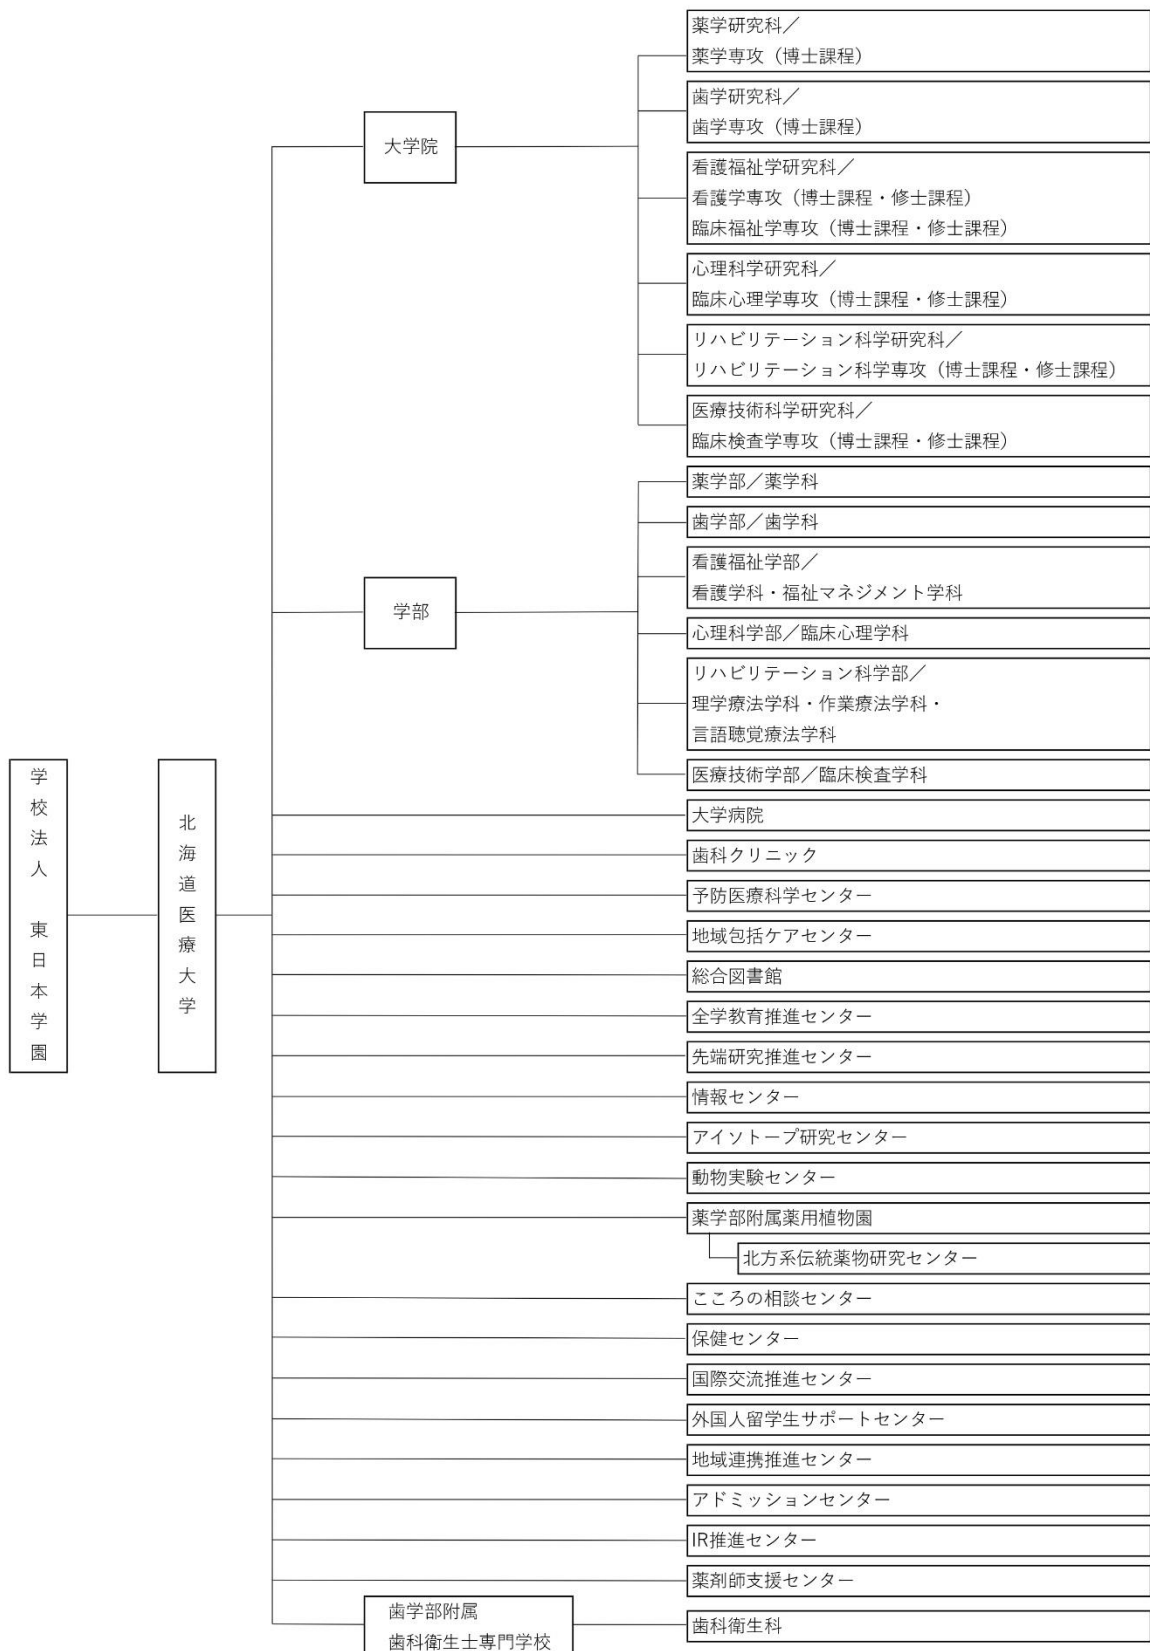 学校法人 東日本学園
北海道医療大学
大学院
薬学研究科／
薬学専攻（博士課程）
歯学研究科／
歯学専攻（博士課程）
看護福祉学研究科／
看護学専攻（博士課程・修士課程）
臨床福祉学専攻（博士課程・修士課程）
心理科学研究科／
臨床心理学専攻（博士課程・修士課程）
リハビリテーション科学研究科／
リハビリテーション科学専攻（博士課程・修士課程）
医療技術科学研究科／
臨床検査学専攻（博士課程・修士課程）
学部
薬学部／薬学科
歯学部／歯学科
看護福祉学部／
看護学科・福祉マネジメント学科
心理科学部／臨床心理学科
リハビリテーション科学部／
理学療法学科・作業療法学科・
言語聴覚療法学科
医療技術学部／臨床検査学科
大学病院
歯科クリニック
予防医療科学センター
地域包括ケアセンター
総合図書館
全学教育推進センター
先端研究推進センター
情報センター
アイソトープ研究センター
動物実験センター
薬学部附属薬用植物園
北方系伝統薬物研究センター
こころの相談センター
保健センター
国際交流推進センター
外国人留学生サポートセンター
地域連携推進センター
アドミッションセンター
IR推進センター
薬剤師支援センター
歯学部附属
歯科衛生士専門学校
歯科衛生科